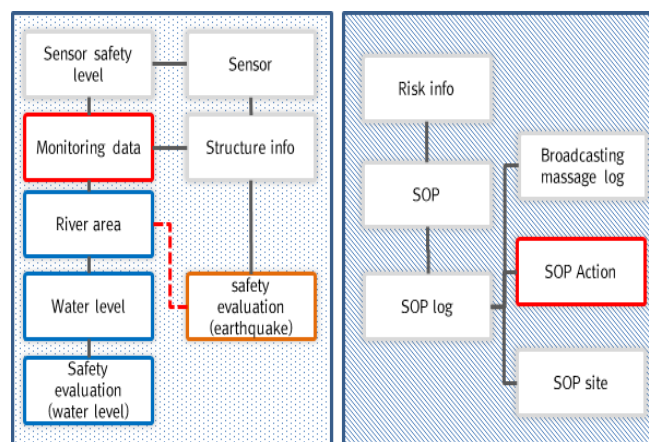 Sensor safety
level
Sensor
Monitoring data
Structure info
River area
Water level
safety
evaluation
(earthquake)
Safety
evaluation
(water level)
Risk info
SOP
SOP log
Broadcasting
massage log
SOP Action
SOP site